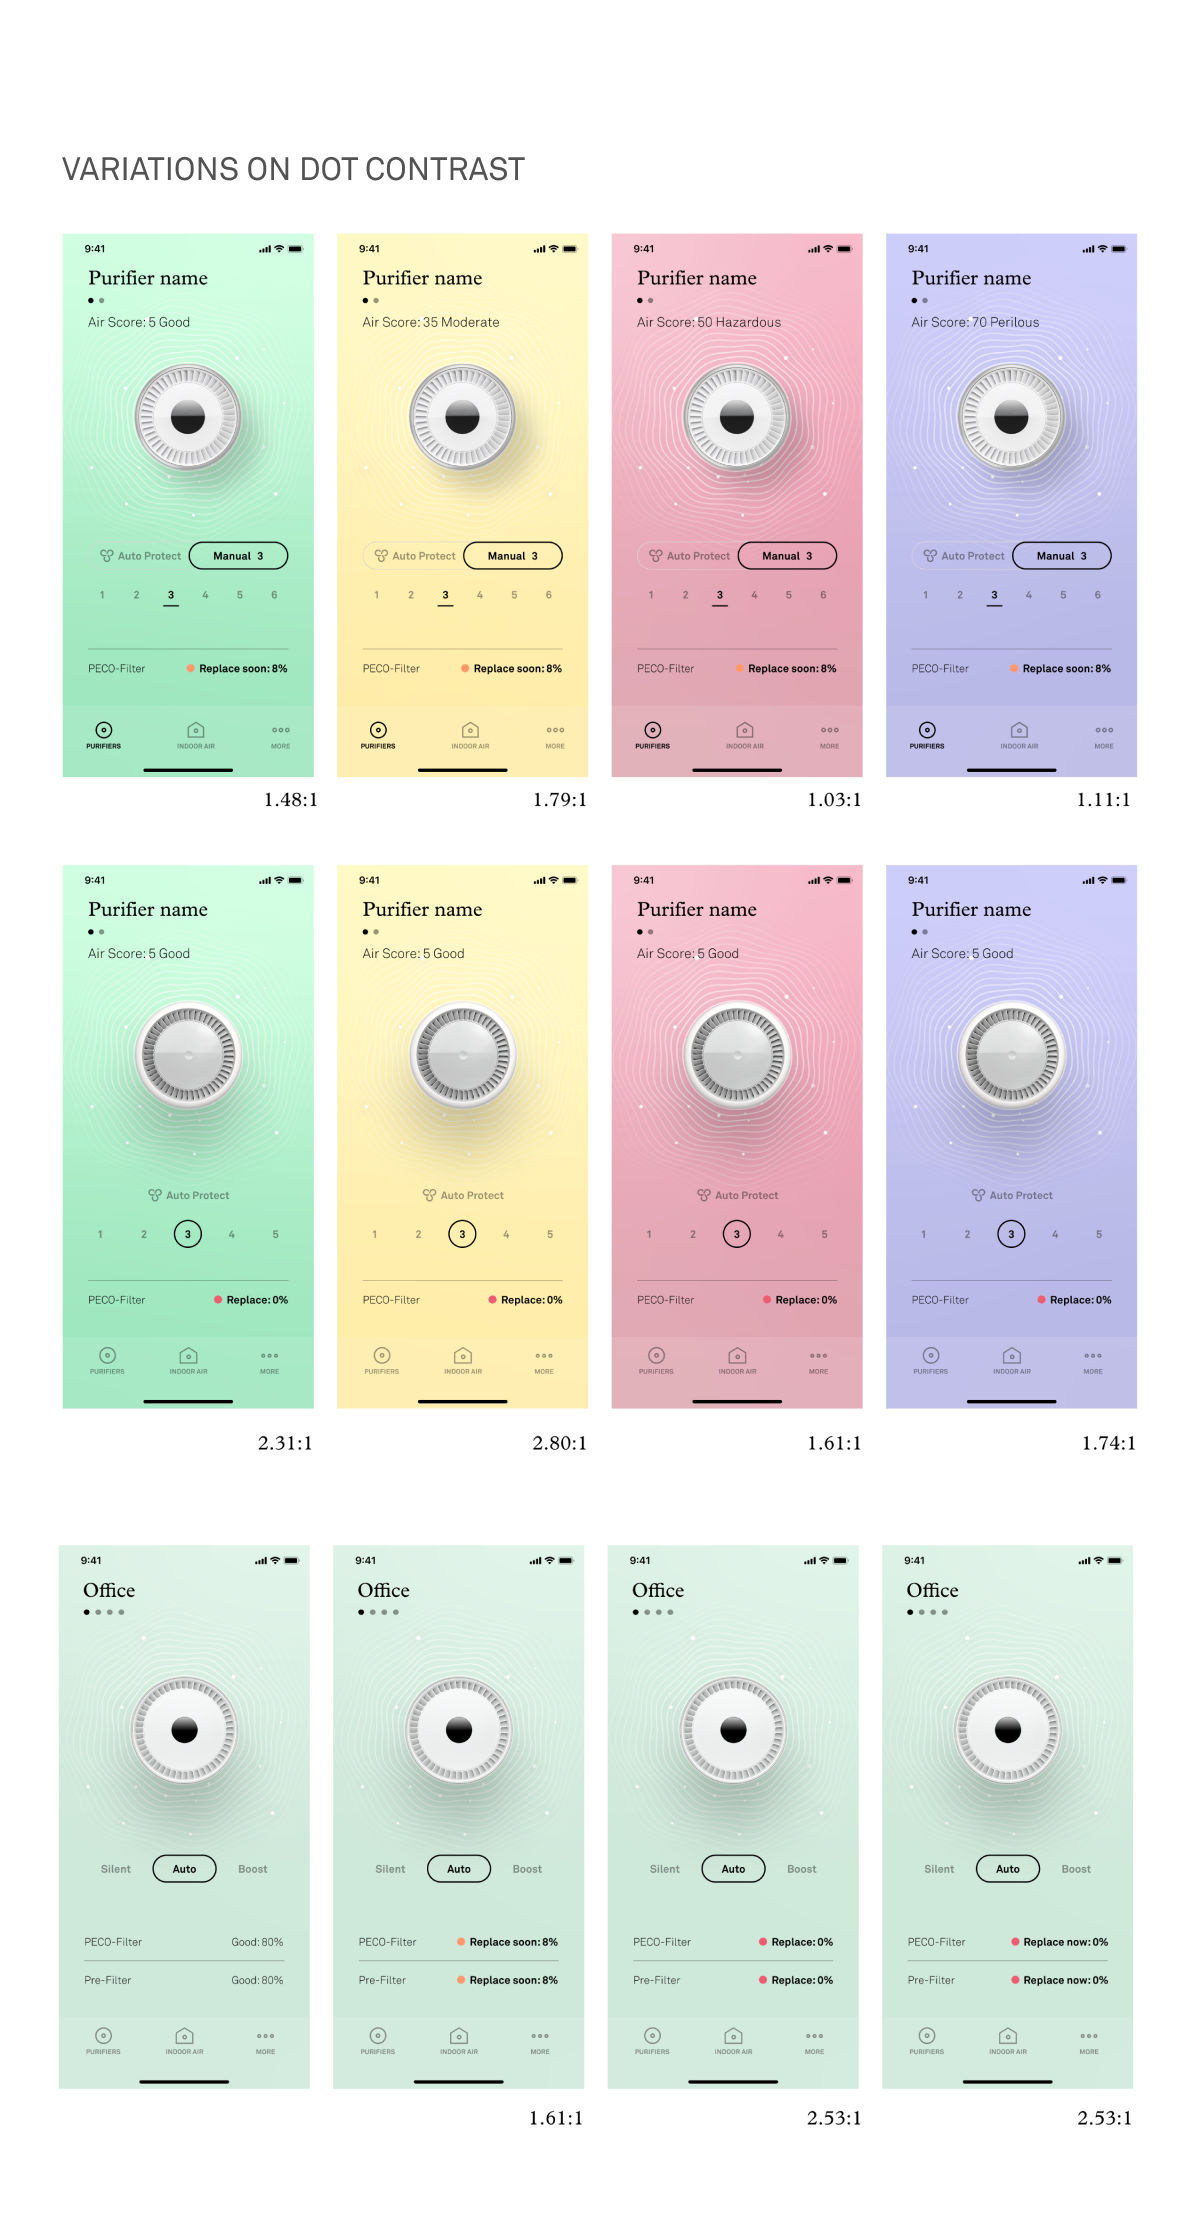 VARIATIONS ON DOT CONTRAST
9:41
Purifier name
Air Score: 5 Good
Auto Protect
Manual 3
1 2 3 4 5 6
PECO-Filter
Replace soon: 8%
PURIFIERS
INDOOR AIR
MORE
1.48:1
9:41
Purifier name
Air Score: 35 Moderate
Auto Protect
Manual 3
1 2 3 4 5 6
PECO-Filter
Replace soon: 8%
PURIFIERS
INDOOR AIR
MORE
1.79:1
9:41
Purifier name
Air Score: 50 Hazardous
Auto Protect
Manual 3
1 2 3 4 5 6
PECO-Filter
Replace soon: 8%
PURIFIERS
INDOOR AIR
MORE
1.03:1
9:41
Purifier name
Air Score: 70 Perilous
Auto Protect
Manual 3
1 2 3 4 5 6
PECO-Filter
Replace soon: 8%
PURIFIERS
INDOOR AIR
MORE
1.11:1
9:41
Purifier name
Air Score: 5 Good
Auto Protect
1 2 3 4 5
PECO-Filter
Replace: 0%
PURIFIERS
INDOOR AIR
MORE
2.31:1
9:41
Purifier name
Air Score: 5 Good
Auto Protect
1 2 3 4 5
PECO-Filter
Replace: 0%
PURIFIERS
INDOOR AIR
MORE
2.80:1
9:41
Purifier name
Air Score: 5 Good
Auto Protect
1 2 3 4 5
PECO-Filter
Replace: 0%
PURIFIERS
INDOOR AIR
MORE
1.61:1
9:41
Purifier name
Air Score: 5 Good
Auto Protect
1 2 3 4 5
PECO-Filter
Replace: 0%
PURIFIERS
INDOOR AIR
MORE
1.74:1
9:41
Office
Silent
Auto
Boost
PECO-Filter
Good: 80%
Pre-Filter
Good: 80%
PURIFIERS
INDOOR AIR
MORE
9:41
Office
Silent
Auto
Boost
PECO-Filter
Replace soon: 8%
Pre-Filter
Replace soon: 8%
PURIFIERS
INDOOR AIR
MORE
1.61:1
9:41
Office
Silent
Auto
Boost
PECO-Filter
Replace: 0%
Pre-Filter
Replace: 0%
PURIFIERS
INDOOR AIR
MORE
2.53:1
9:41
Office
Silent
Auto
Boost
PECO-Filter
Replace now: 0%
Pre-Filter
Replace now: 0%
PURIFIERS
INDOOR AIR
MORE
2.53:1